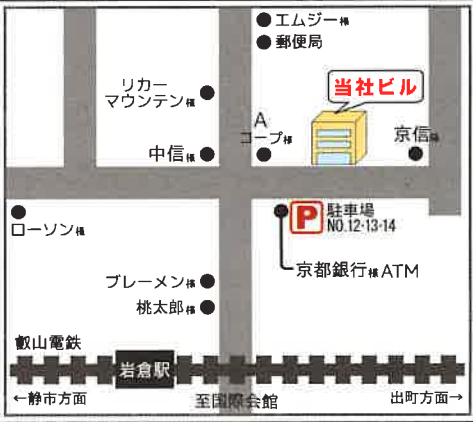 エムジー様
郵便局
当社ビル
リカー
マウンテン様
A
コープ様
中信様
京信様
ローソン様
P
駐車場
NO.12・13・14
京都銀行様ATM
ブレーメン様
桃太郎様
叡山電鉄
岩倉駅
←静市方面
至国際会館
出町方面→